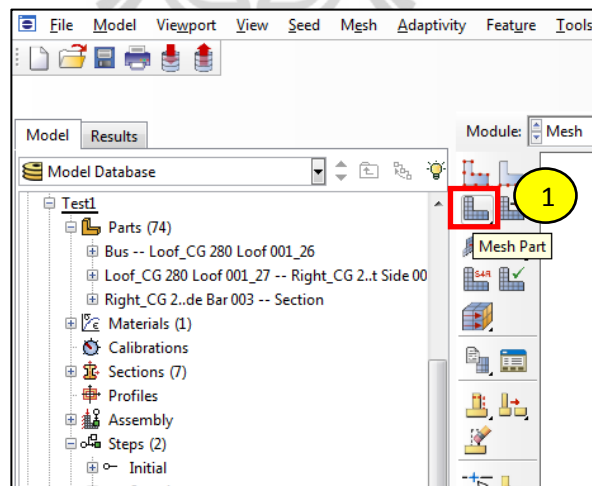 File Model Viewport View Seed Mesh Adaptivity Feature Tools
Model Results
Module: Mesh
Model Database
Test1
1
Parts (74)
Mesh Part
Bus -- Loof_CG 280 Loof 001_26
Loof_CG 280 Loof 001_27 -- Right_CG 2..t Side 00
S4R
Right_CG 2..de Bar 003 -- Section
Materials (1)
Calibrations
Sections (7)
Profiles
Assembly
Steps (2)
Initial